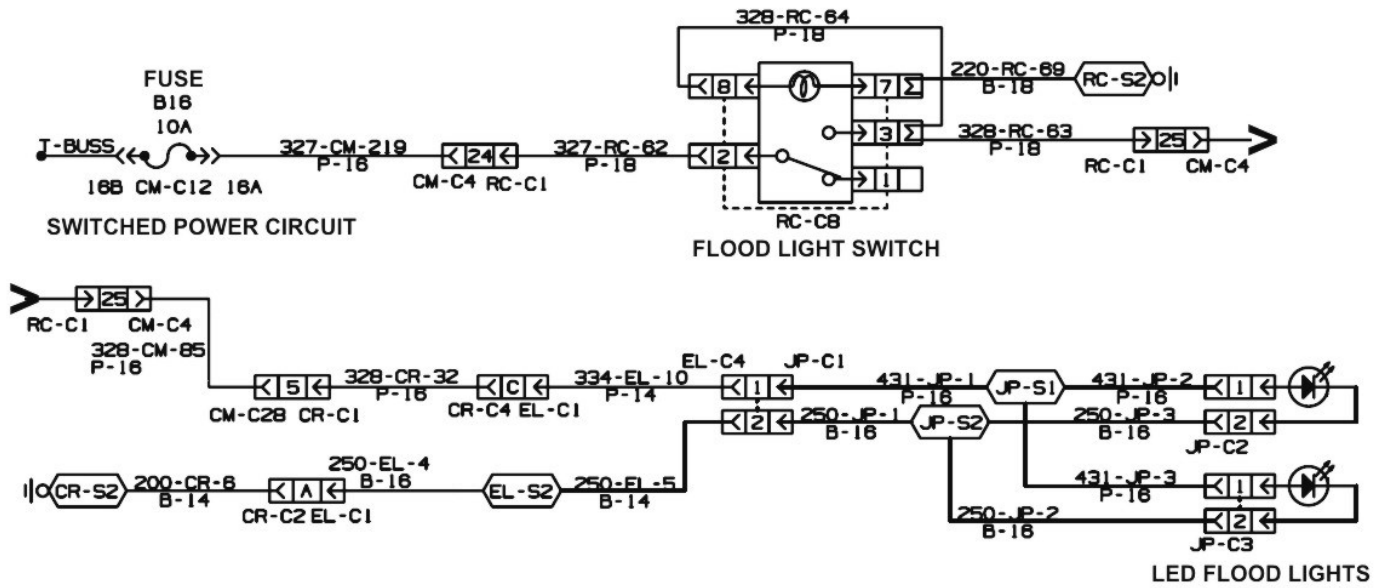 328-RC-64
P-18
FUSE
B16
10A
8
7
220-RC-69
B-18
RC-S2
T-BUSS
327-CM-219
P-16
24
327-RC-62
P-18
2
3
328-RC-63
P-18
25
16B CM-C12 16A
CM-C4 RC-C1
1
RC-C1 CM-C4
SWITCHED POWER CIRCUIT
RC-C8
FLOOD LIGHT SWITCH
25
RC-C1 CM-C4
328-CM-85
P-16
5
328-CR-32
P-16
C
334-EL-10
P-14
EL-C4 JP-C1
1
431-JP-1
P-16
JP-S1
431-JP-2
P-16
1
CM-C28 CR-C1
CR-C4 EL-C1
2
250-JP-1
B-16
JP-S2
250-JP-3
B-16
2
JP-C2
CR-S2
200-CR-6
B-14
A
250-EL-4
B-16
EL-S2
250-EL-5
B-14
431-JP-3
P-16
1
CR-C2 EL-C1
250-JP-2
B-16
2
JP-C3
LED FLOOD LIGHTS